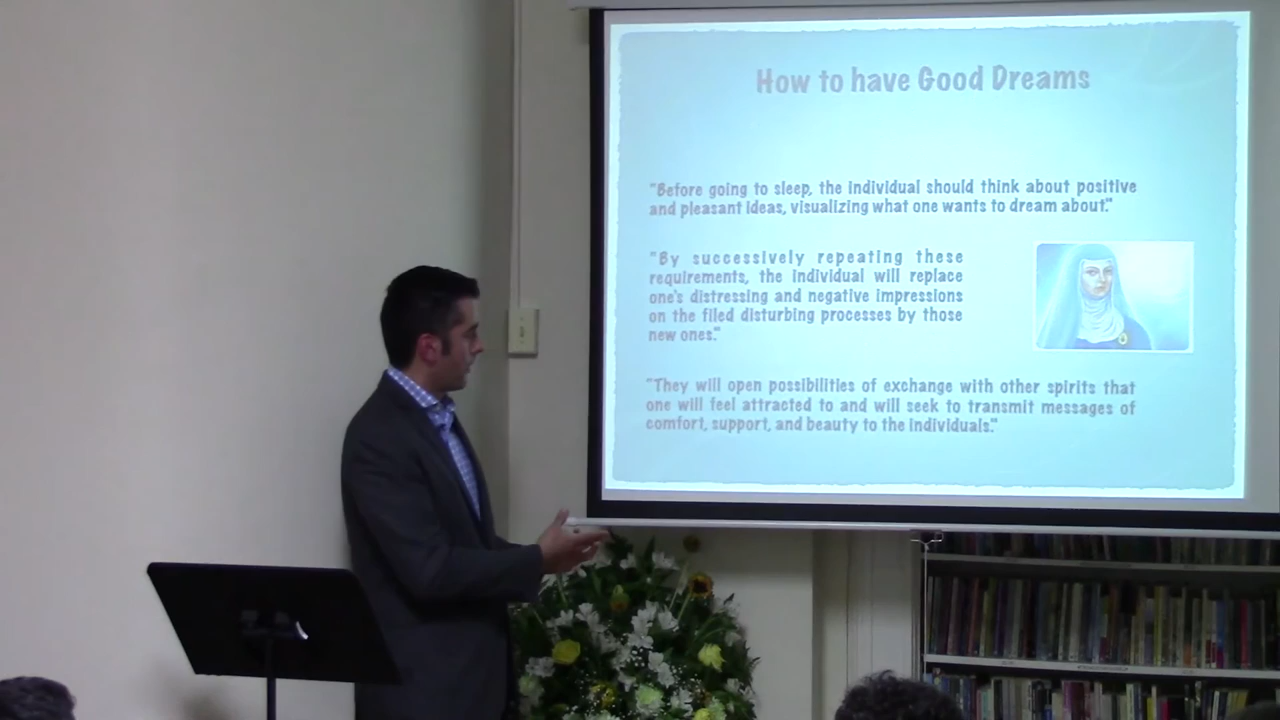 How to have Good Dreams
"Before going to sleep, the individual should think about positive
and pleasant ideas, visualizing what one wants to dream about."
"By successively repeating these
requirements, the individual will replace
one's distressing and negative impressions
on the filed disturbing processes by those
new ones."
"They will open possibilities of exchange with other spirits that
one will feel attracted to and will seek to transmit messages of
comfort, support, and beauty to the individuals."